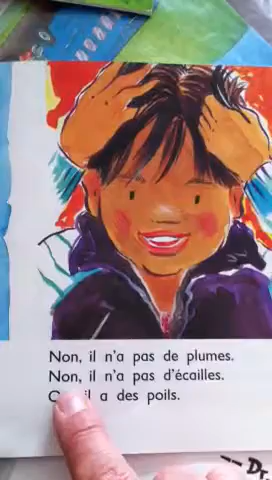 Non, il n'a pas de plumes.
Non, il n'a pas d'écailles.
il a des poils.